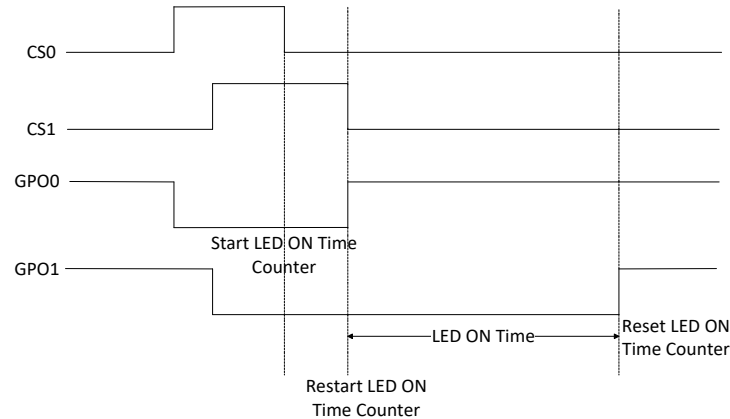 CS0
CS1
GPO0
Start LED ON Time
Counter
GPO1
LED ON Time
Reset LED ON
Time Counter
Restart LED ON
Time Counter